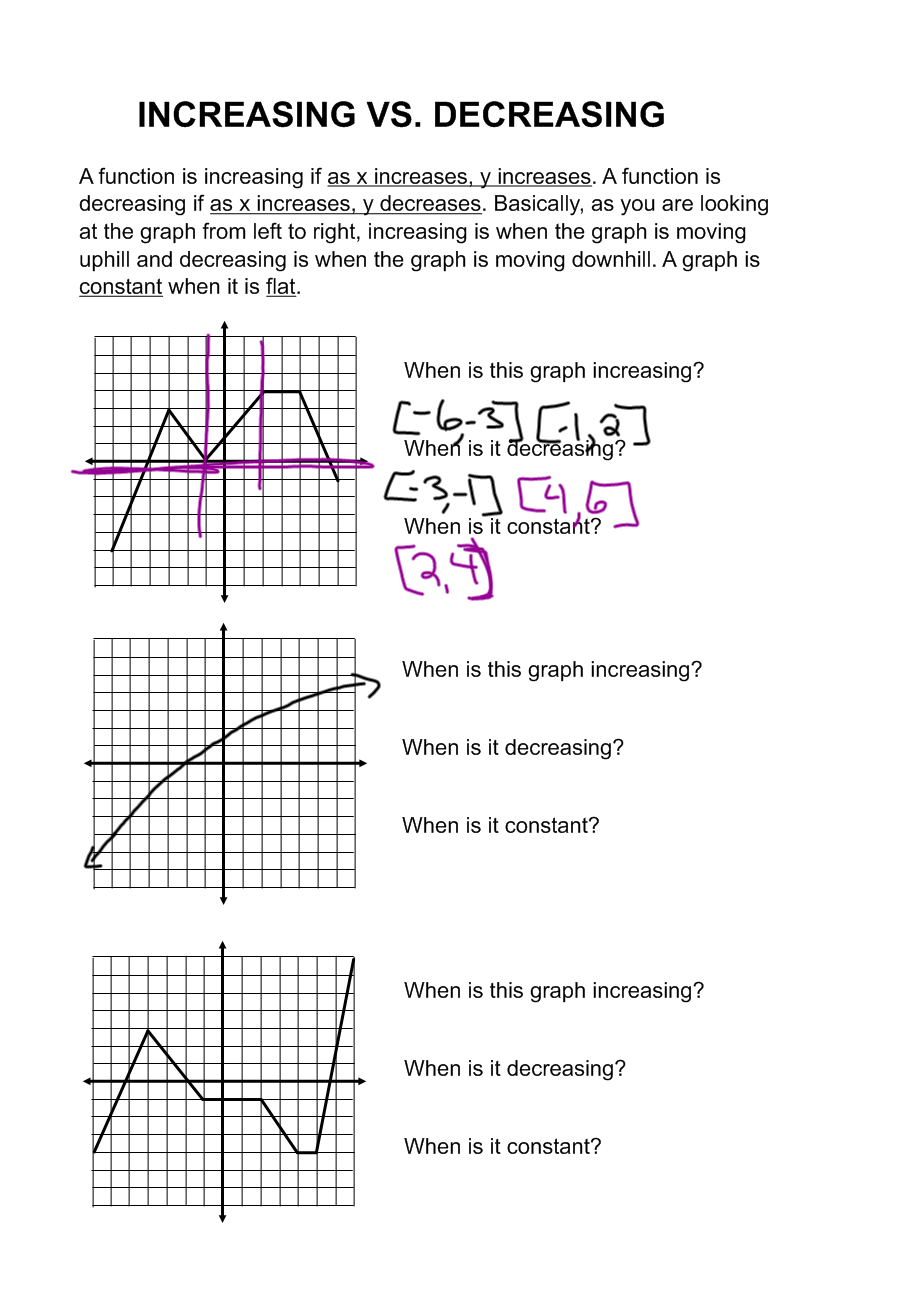 INCREASING VS. DECREASING
A function is increasing if as x increases, y increases. A function is
decreasing if as x increases, y decreases. Basically, as you are looking
at the graph from left to right, increasing is when the graph is moving
uphill and decreasing is when the graph is moving downhill. A graph is
constant when it is flat.
When is this graph increasing?
[-6,-3] [-1,2]
When is it decreasing?
[-3,-1] [4,6]
When is it constant?
[2,4]
When is this graph increasing?
When is it decreasing?
When is it constant?
When is this graph increasing?
When is it decreasing?
When is it constant?